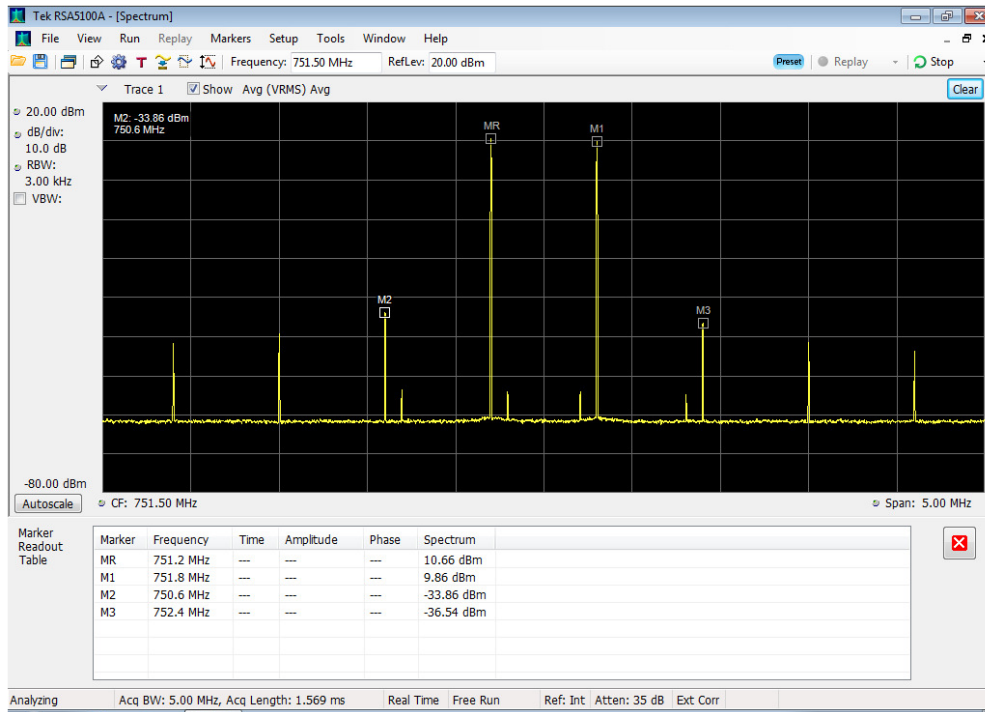 Tek RSA5100A - [Spectrum]
File View Run Replay Markers Setup Tools Window Help
T Frequency: 751.50 MHz RefLev: 20.00 dBm Preset Replay Stop
Trace 1 Show Avg (VRMS) Avg Clear
20.00 dBm
dB/div:
10.0 dB
RBW:
3.00 kHz
VBW:
M2: -33.86 dBm
750.6 MHz
MR
M1
M2
M3
-80.00 dBm
Autoscale CF: 751.50 MHz Span: 5.00 MHz
Marker
Readout
Table
Marker Frequency Time Amplitude Phase Spectrum
MR 751.2 MHz --- --- --- 10.66 dBm
M1 751.8 MHz --- --- --- 9.86 dBm
M2 750.6 MHz --- --- --- -33.86 dBm
M3 752.4 MHz --- --- --- -36.54 dBm
Analyzing Acq BW: 5.00 MHz, Acq Length: 1.569 ms Real Time Free Run Ref: Int Atten: 35 dB Ext Corr